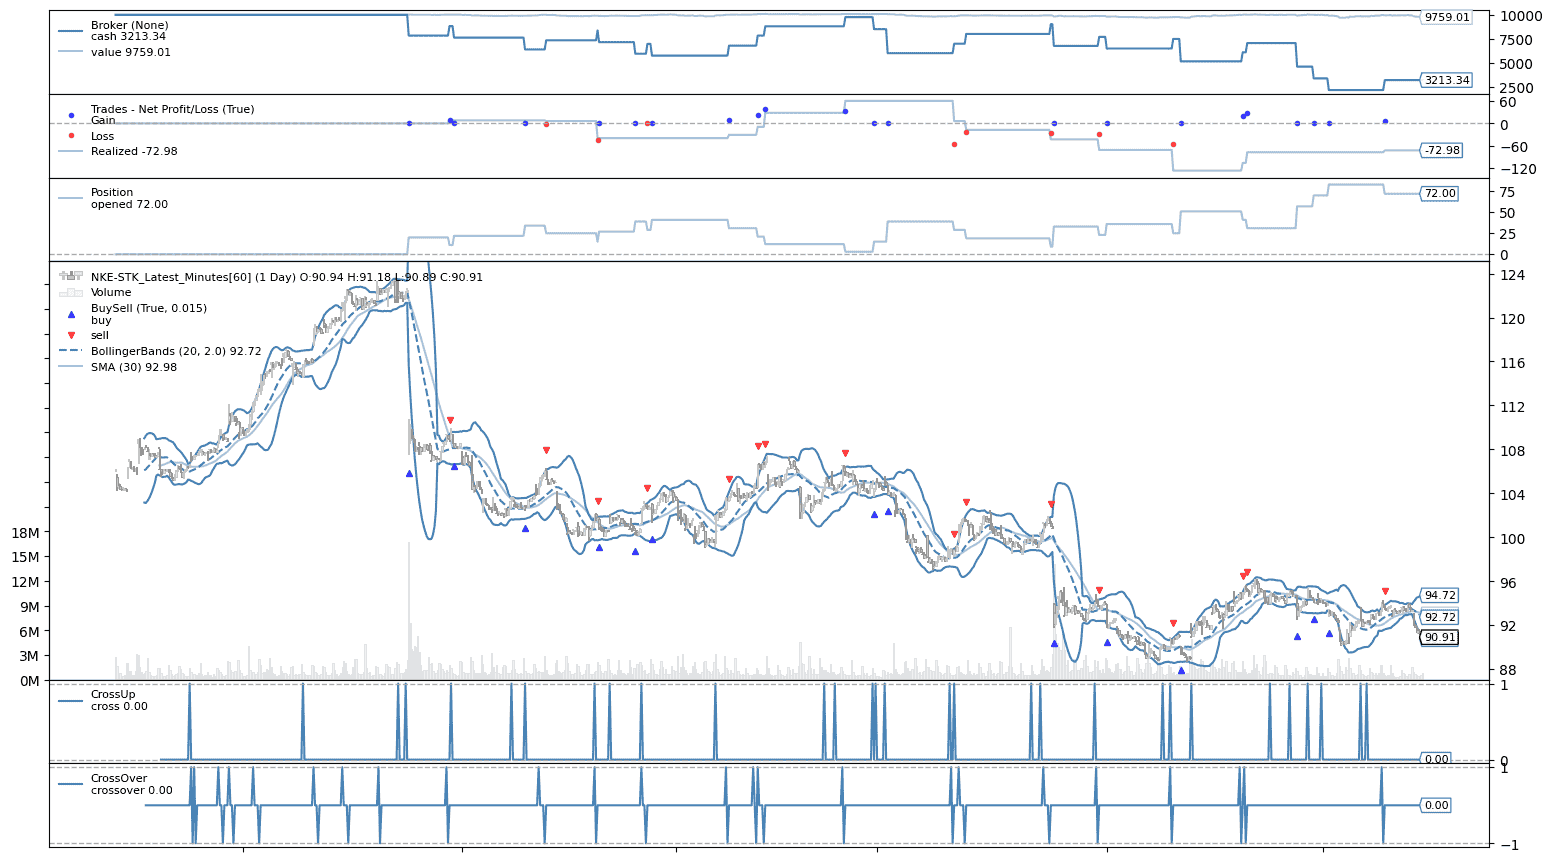 Broker (None)
cash 3213.34
value 9759.01
10000
9759.01
7500
5000
3213.34
2500
Trades - Net Profit/Loss (True)
Gain
Loss
Realized -72.98
60
0
−60
-72.98
−120
Position
opened 72.00
75
72.00
50
25
0
NKE-STK_Latest_Minutes[60] (1 Day) O:90.94 H:91.18 L:90.89 C:90.91
Volume
BuySell (True, 0.015)
buy
sell
BollingerBands (20, 2.0) 92.72
SMA (30) 92.98
124
120
116
112
108
104
100
96
94.72
92.72
92
90.91
88
18M
15M
12M
9M
6M
3M
0M
CrossUp
cross 0.00
1
0.00
0
CrossOver
crossover 0.00
1
0.00
−1